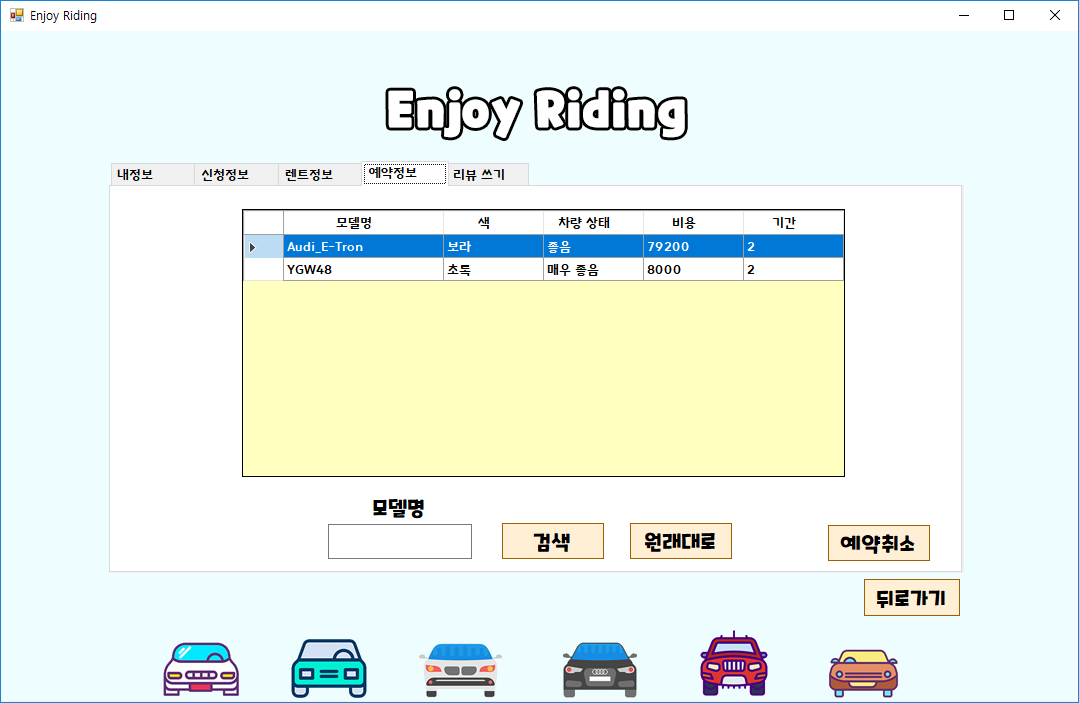 Enjoy Riding
Enjoy Riding
내정보 신청정보 렌트정보 예약정보 리뷰 쓰기
모델명 색 차량 상태 비용 기간
Audi_E-Tron 보라 좋음 79200 2
YGW48 초록 매우 좋음 8000 2
모델명
검색 원래대로 예약취소
뒤로가기